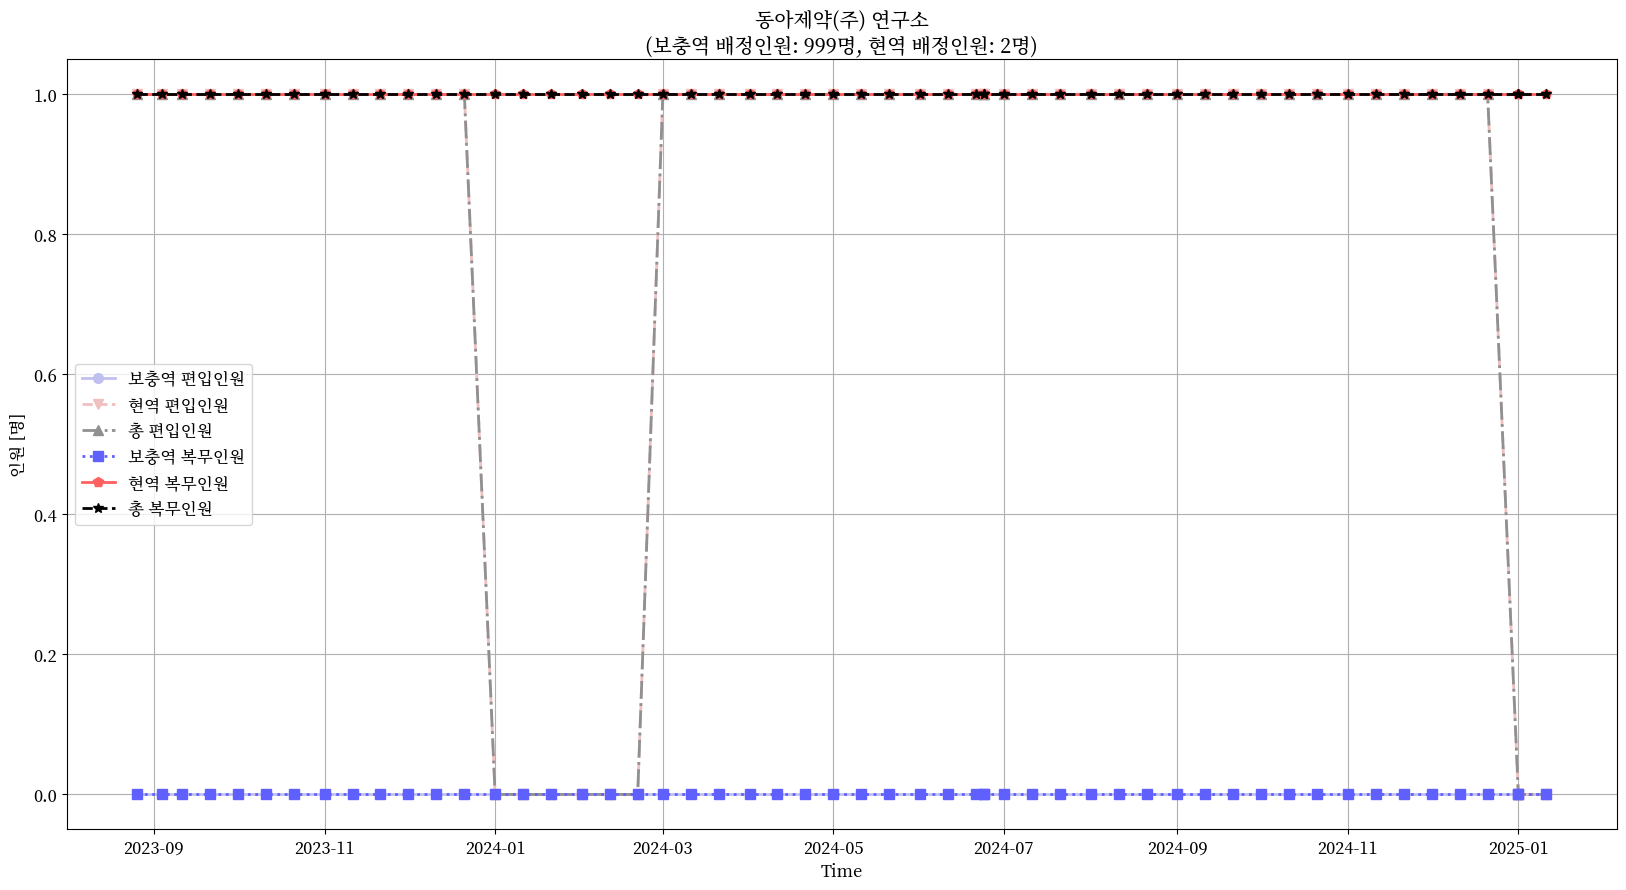 동아제약(주) 연구소
(보충역 배정인원: 999명, 현역 배정인원: 2명)
1.0
0.8
0.6
0.4
0.2
0.0
인원 [명]
보충역 편입인원
현역 편입인원
총 편입인원
보충역 복무인원
현역 복무인원
총 복무인원
2023-09
2023-11
2024-01
2024-03
2024-05
2024-07
2024-09
2024-11
2025-01
Time